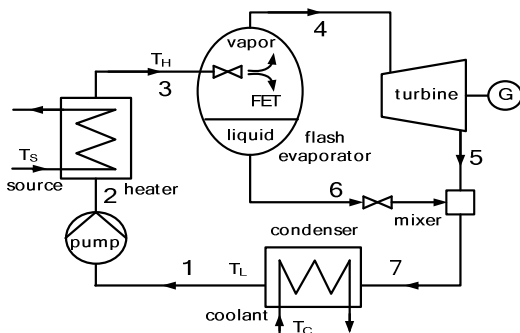 4
vapor
T_H
3
FET
turbine
G
liquid
flash
evaporator
T_S
source
heater
2
5
6
mixer
pump
condenser
1
T_L
7
coolant
T_C